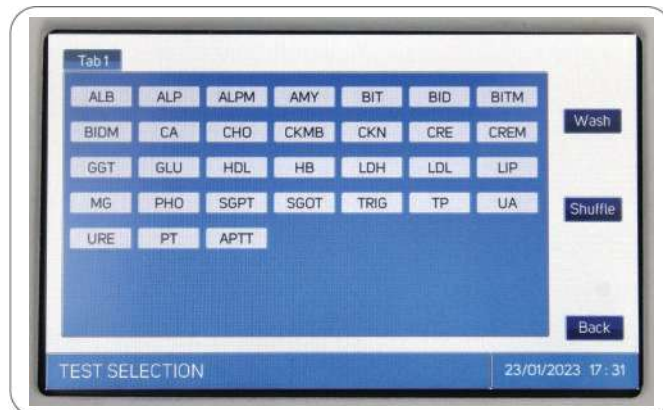 Tab1
ALB ALP ALPM AMY BIT BID BITM
Wash
BIDM CA CHO CKMB CKN CRE CREM
GGT GLU HDL HB LDH LDL LIP
MG PHO SGPT SGOT TRIG TP UA
Shuffle
URE PT APTT
Back
TEST SELECTION 23/01/2023 17:31